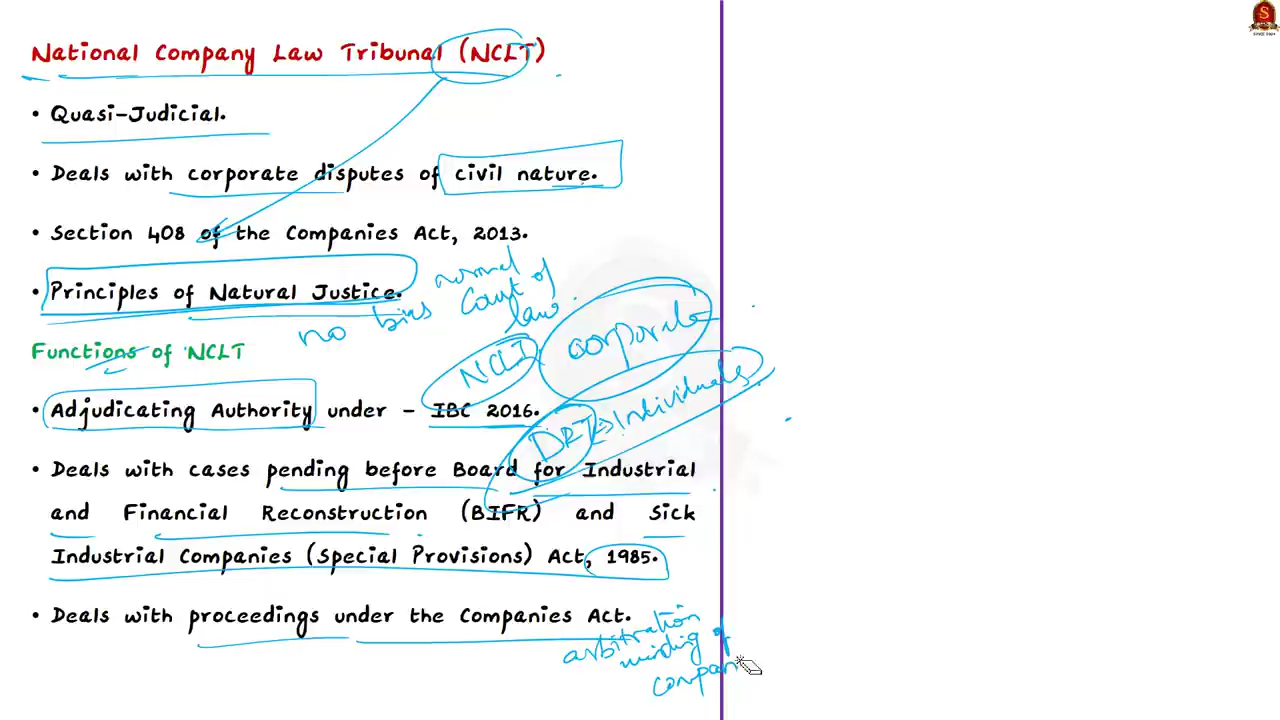 National Company Law Tribunal (NCLT)
• Quasi-Judicial.
• Deals with corporate disputes of civil nature.
• Section 408 of the Companies Act, 2013.
• Principles of Natural Justice.
no bias
normal
Court of
law
Functions of NCLT
NCLT
corporate
• Adjudicating Authority under - IBC 2016.
DRT => Individuals
• Deals with cases pending before Board for Industrial
and Financial Reconstruction (BIFR) and Sick
Industrial Companies (Special Provisions) Act, 1985.
• Deals with proceedings under the Companies Act.
arbitration
winding of
compan